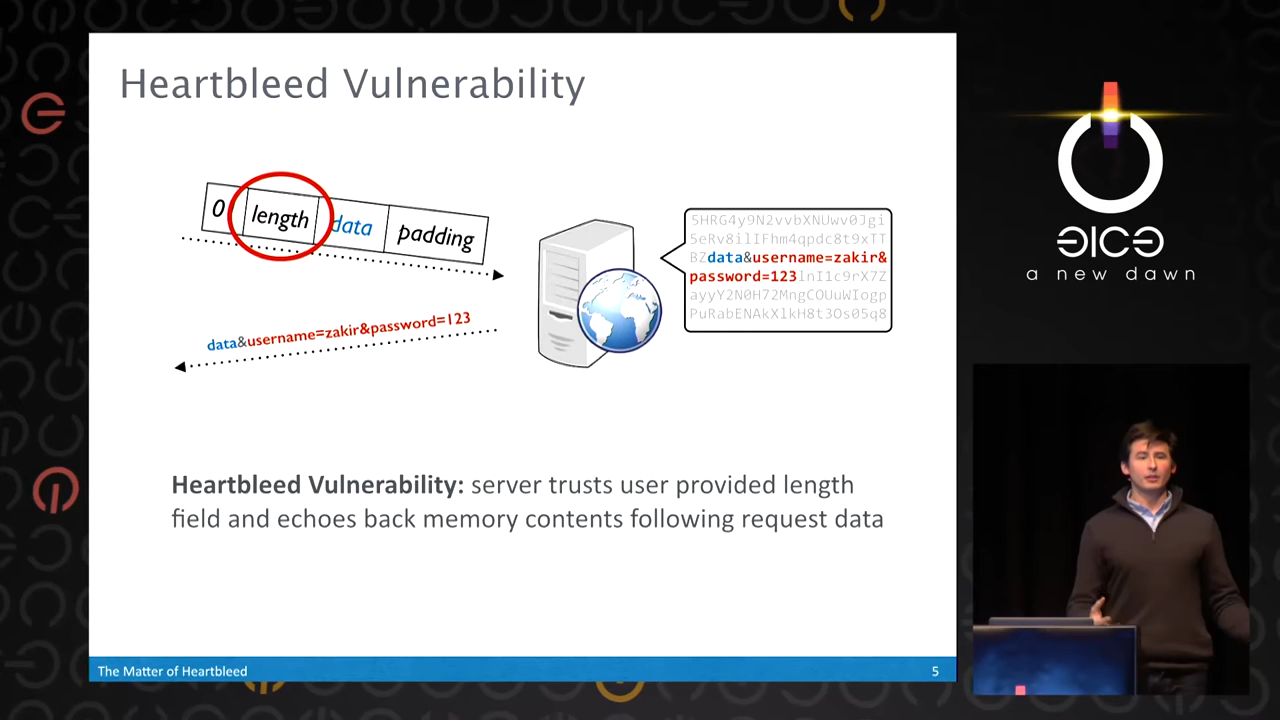 Heartbleed Vulnerability
0 length data padding
data&username=zakir&password=123
5HRG4y9N2vvbXNUwv0Jgi
5eRv8ilIFhm4qpdc8t9xTT
BZdata&username=zakir&
password=123lnI1c9rX7Z
ayyY2N0H72MngCOUuWIogp
PuRabENAkXlkH8t3Os05q8
Heartbleed Vulnerability: server trusts user provided length
field and echoes back memory contents following request data
The Matter of Heartbleed 5
31C3
a new dawn